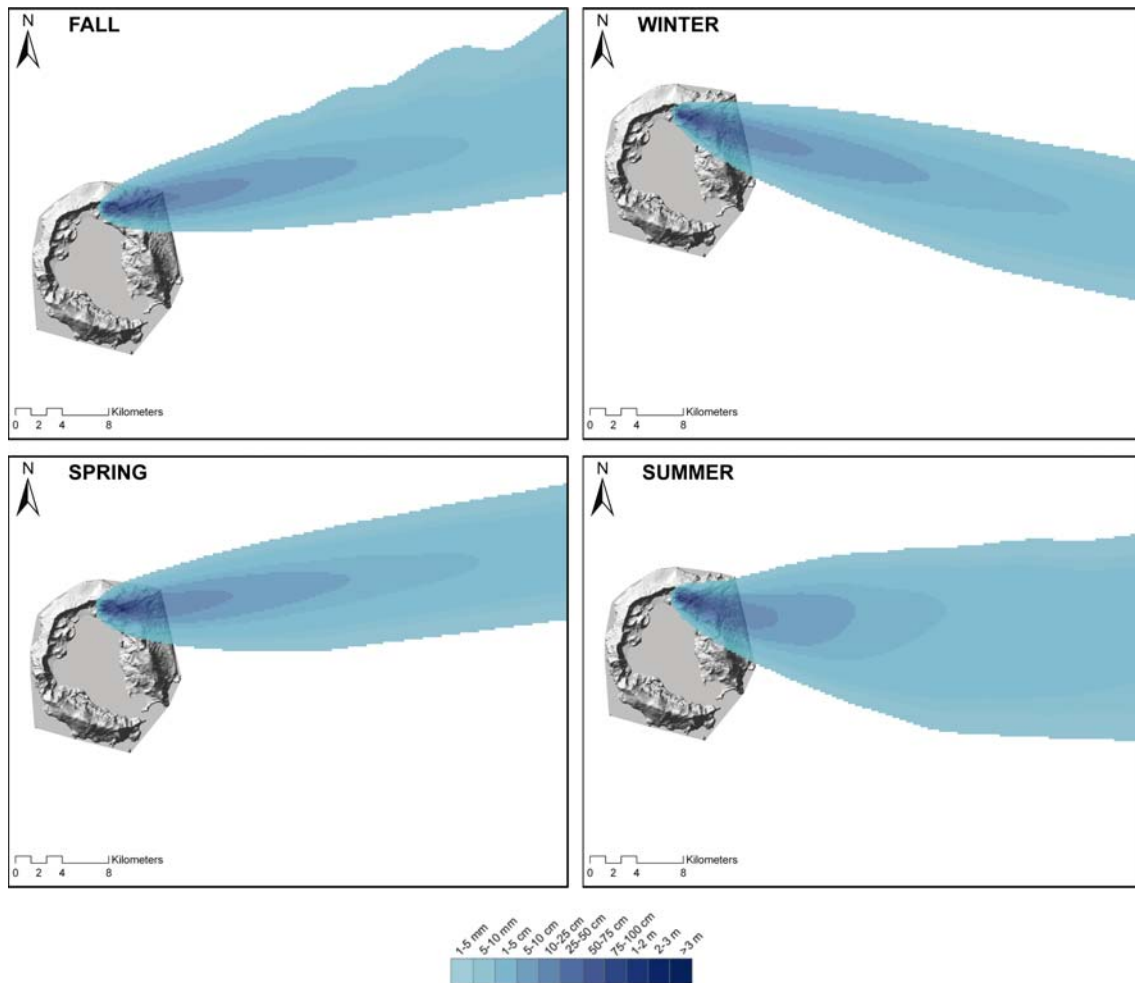 N
FALL
0 2 4 8 Kilometers
N
WINTER
0 2 4 8 Kilometers
N
SPRING
0 2 4 8 Kilometers
N
SUMMER
0 2 4 8 Kilometers
1-5 mm
5-10 mm
1-5 cm
5-10 cm
10-25 cm
25-50 cm
50-75 cm
75-100 cm
1-2 m
2-3 m
>3 m